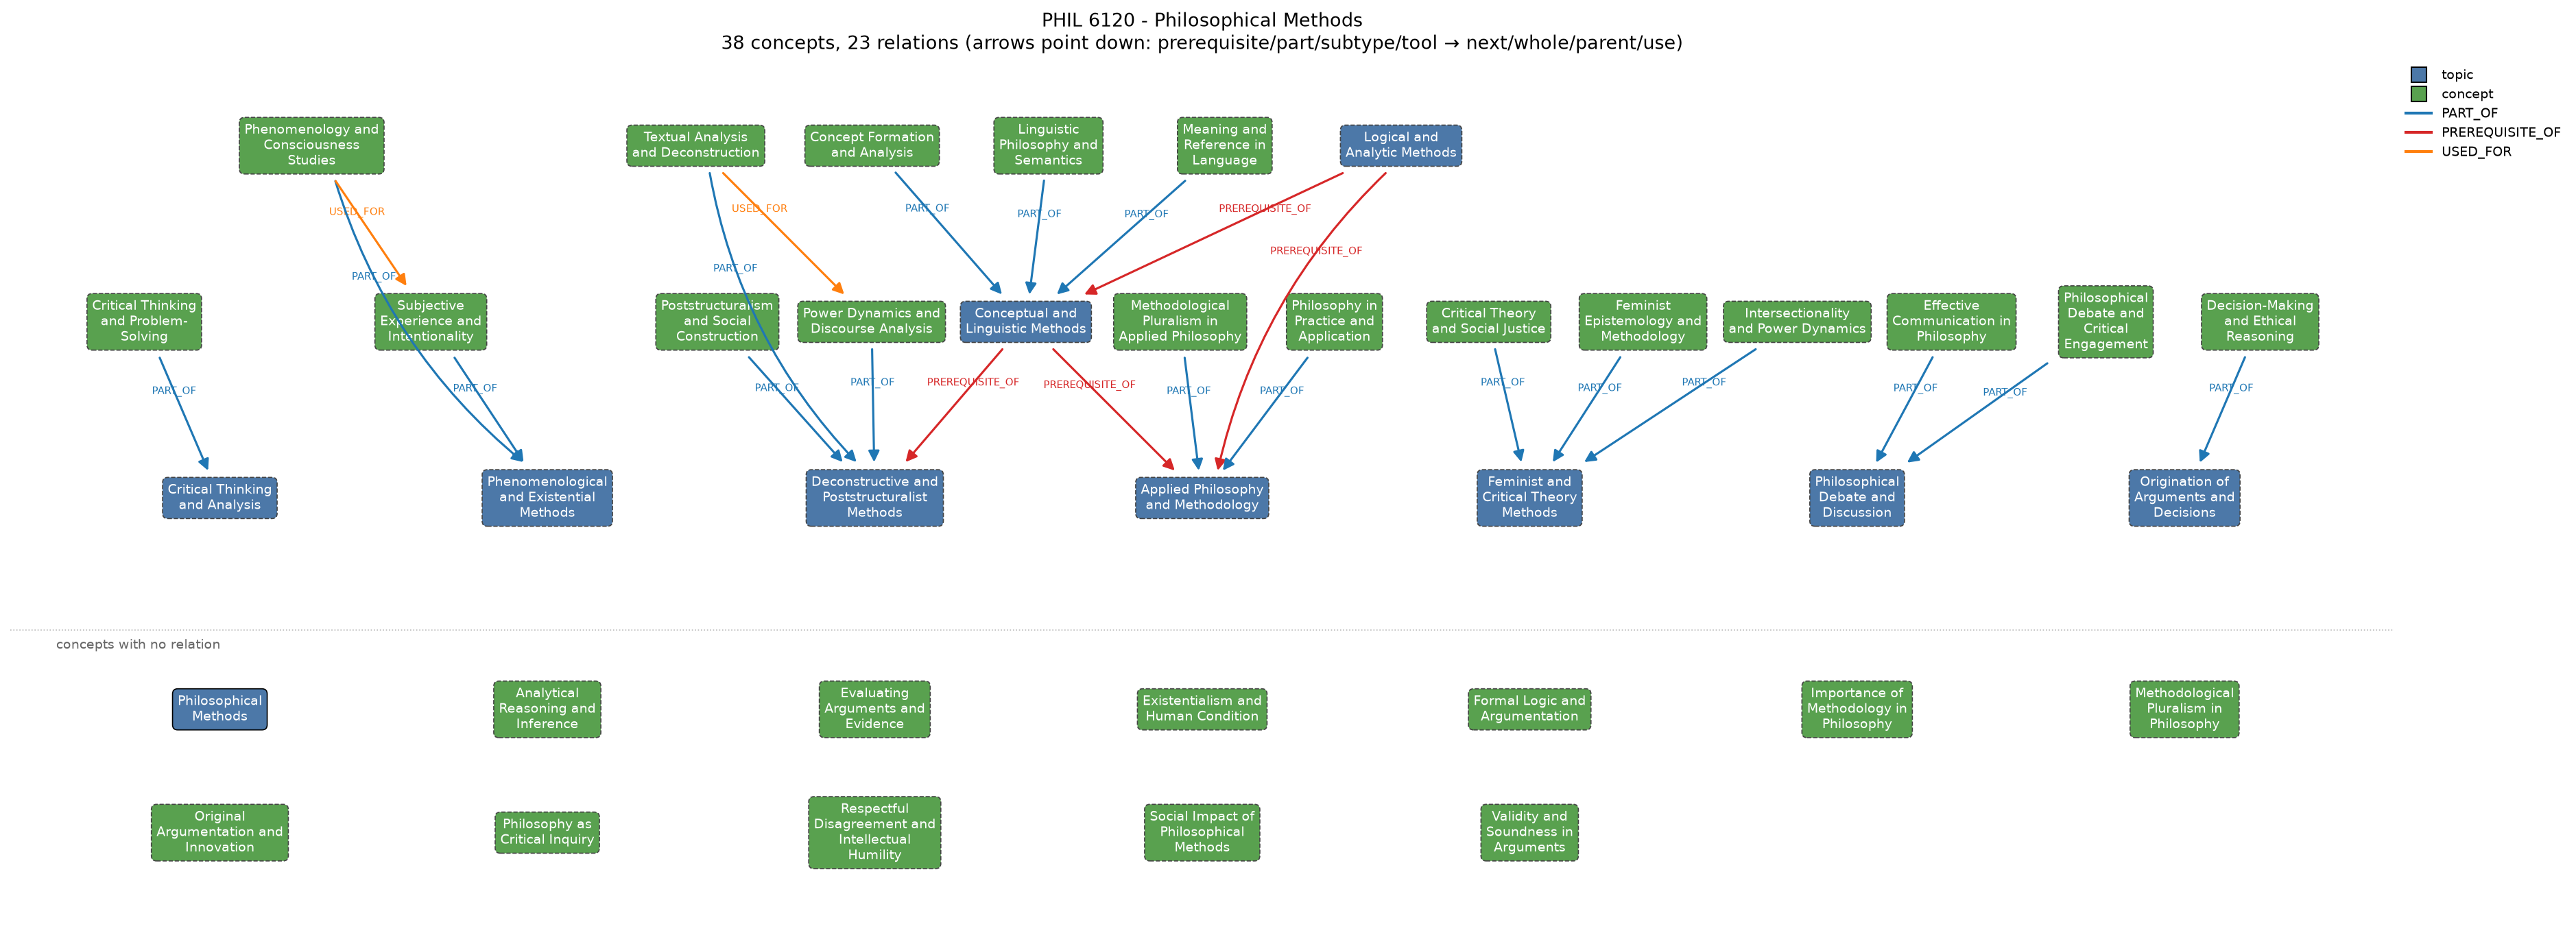 PHIL 6120 - Philosophical Methods
38 concepts, 23 relations (arrows point down: prerequisite/part/subtype/tool → next/whole/parent/use)
topic
concept
PART_OF
PREREQUISITE_OF
USED_FOR
Phenomenology and
Consciousness
Studies
Textual Analysis
and Deconstruction
Concept Formation
and Analysis
Linguistic
Philosophy and
Semantics
Meaning and
Reference in
Language
Logical and
Analytic Methods
USED_FOR
PART_OF
USED_FOR
PART_OF
PART_OF
PART_OF
PART_OF
PREREQUISITE_OF
PREREQUISITE_OF
Critical Thinking
and Problem-
Solving
Subjective
Experience and
Intentionality
Poststructuralism
and Social
Construction
Power Dynamics and
Discourse Analysis
Conceptual and
Linguistic Methods
Methodological
Pluralism in
Applied Philosophy
Philosophy in
Practice and
Application
Critical Theory
and Social Justice
Feminist
Epistemology and
Methodology
Intersectionality
and Power Dynamics
Effective
Communication in
Philosophy
Philosophical
Debate and
Critical
Engagement
Decision-Making
and Ethical
Reasoning
PART_OF
PART_OF
PART_OF
PART_OF
PREREQUISITE_OF
PREREQUISITE_OF
PART_OF
PART_OF
PART_OF
PART_OF
PART_OF
PART_OF
PART_OF
PART_OF
Critical Thinking
and Analysis
Phenomenological
and Existential
Methods
Deconstructive and
Poststructuralist
Methods
Applied Philosophy
and Methodology
Feminist and
Critical Theory
Methods
Philosophical
Debate and
Discussion
Origination of
Arguments and
Decisions
concepts with no relation
Philosophical
Methods
Analytical
Reasoning and
Inference
Evaluating
Arguments and
Evidence
Existentialism and
Human Condition
Formal Logic and
Argumentation
Importance of
Methodology in
Philosophy
Methodological
Pluralism in
Philosophy
Original
Argumentation and
Innovation
Philosophy as
Critical Inquiry
Respectful
Disagreement and
Intellectual
Humility
Social Impact of
Philosophical
Methods
Validity and
Soundness in
Arguments